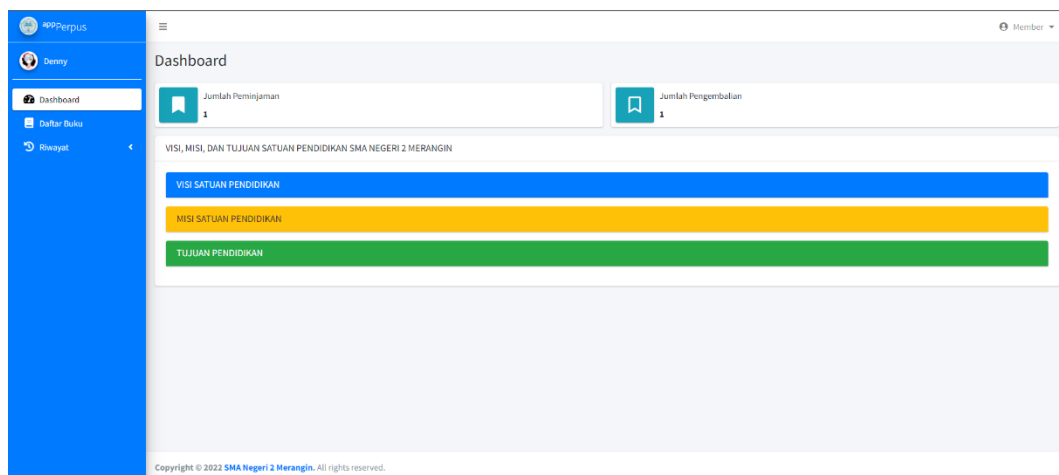 appPerpus
Member
Denny
Dashboard
Dashboard
Daftar Buku
Riwayat
Jumlah Peminjaman
1
Jumlah Pengembalian
1
VISI, MISI, DAN TUJUAN SATUAN PENDIDIKAN SMA NEGERI 2 MERANGIN
VISI SATUAN PENDIDIKAN
MISI SATUAN PENDIDIKAN
TUJUAN PENDIDIKAN
Copyright © 2022 SMA Negeri 2 Merangin. All rights reserved.